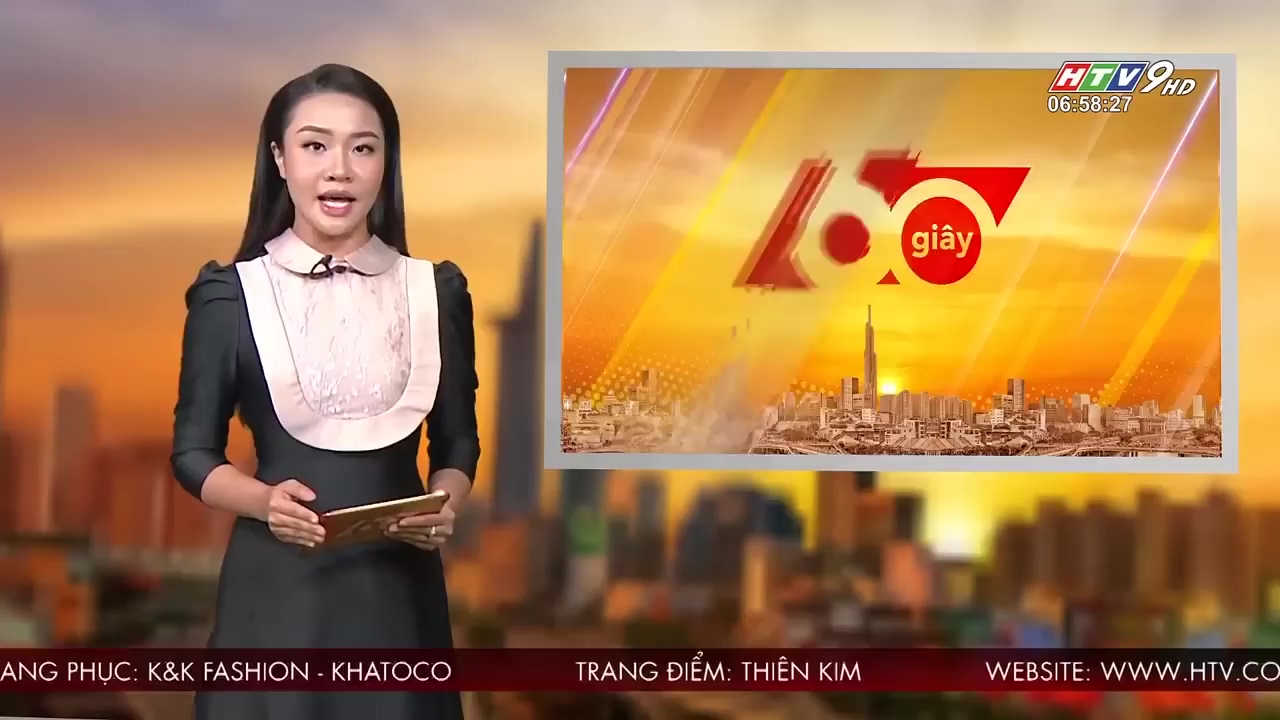 HTV9HD
06:58:27
60 giây
ANG PHỤC: K&K FASHION - KHATOCO TRANG ĐIỂM: THIÊN KIM WEBSITE: WWW.HTV.CO